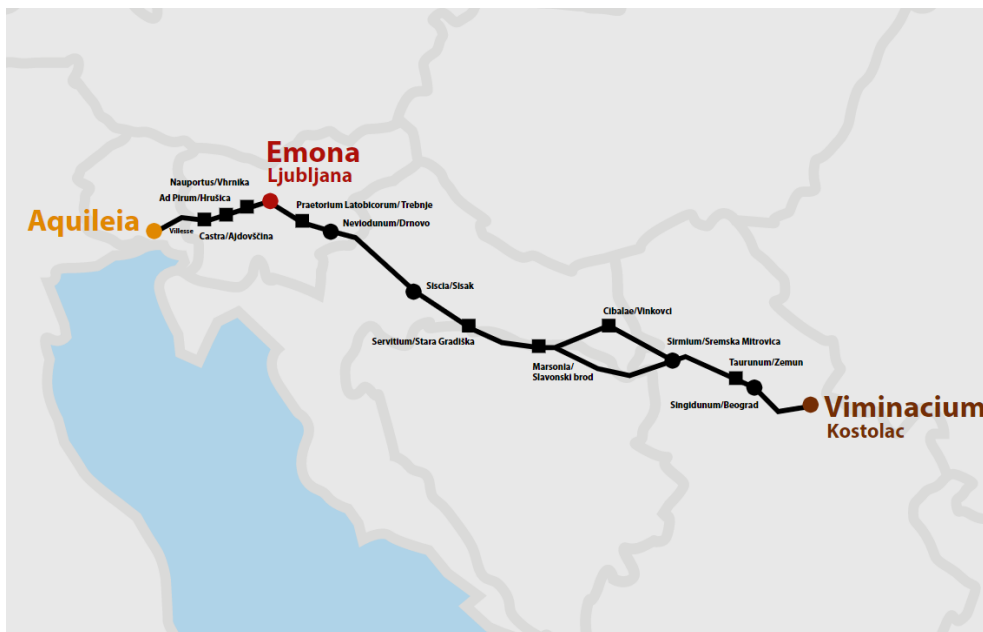 Emona
Ljubljana
Nauportus/Vhrnika
Ad Pirum/Hrušica
Praetorium Latobicorum/Trebnje
Aquileia
Villesse
Neviodunum/Drnovo
Castra/Ajdovščina
Siscia/Sisak
Cibalae/Vinkovci
Servitium/Stara Gradiška
Sirmium/Sremska Mitrovica
Marsonia/
Slavonski brod
Taurunum/Zemun
Singidunum/Beograd
Viminacium
Kostolac